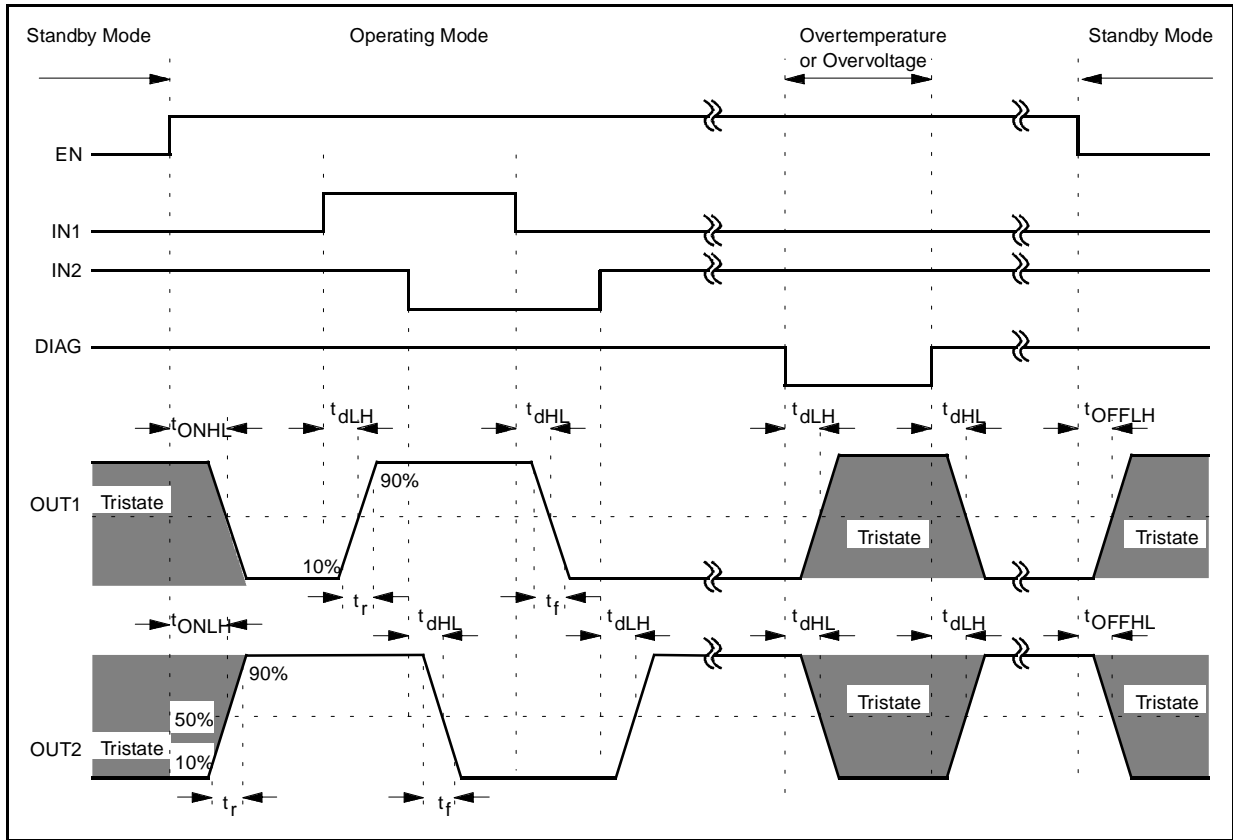 Standby Mode Operating Mode Overtemperature Standby Mode
or Overvoltage
EN
IN1
IN2
DIAG
tONHL tdLH tdHL tdLH tdHL tOFFLH
90%
OUT1 Tristate Tristate Tristate
10%
tr tf
tONLH tdHL tdLH tdHL tdLH tOFFHL
90%
50% Tristate Tristate
OUT2 Tristate
10%
tr tf